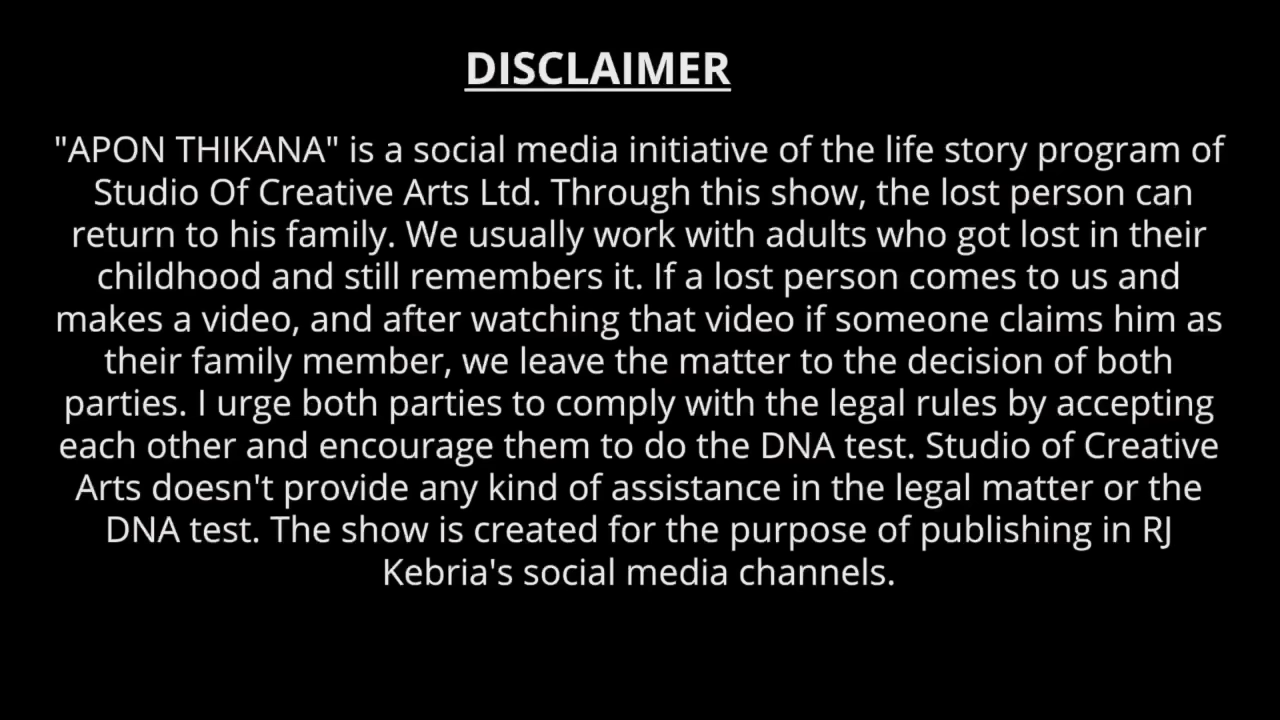 DISCLAIMER
"APON THIKANA" is a social media initiative of the life story program of
Studio Of Creative Arts Ltd. Through this show, the lost person can
return to his family. We usually work with adults who got lost in their
childhood and still remembers it. If a lost person comes to us and
makes a video, and after watching that video if someone claims him as
their family member, we leave the matter to the decision of both
parties. I urge both parties to comply with the legal rules by accepting
each other and encourage them to do the DNA test. Studio of Creative
Arts doesn't provide any kind of assistance in the legal matter or the
DNA test. The show is created for the purpose of publishing in RJ
Kebria's social media channels.